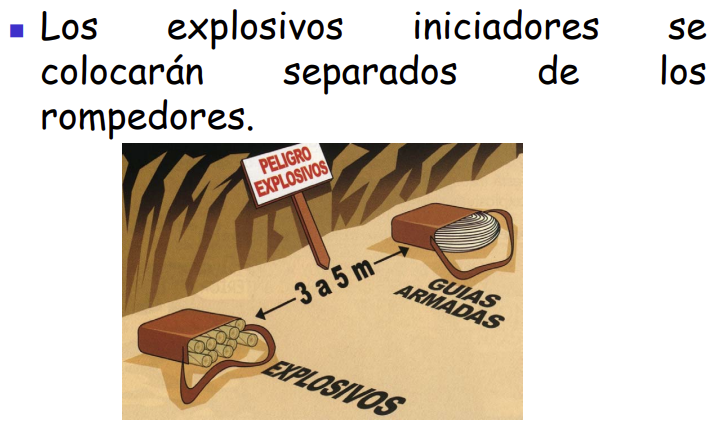 Los explosivos iniciadores se
colocarán separados de los
rompedores.
PELIGRO
EXPLOSIVOS
3 a 5 m
GUIAS
ARMADAS
EXPLOSIVOS